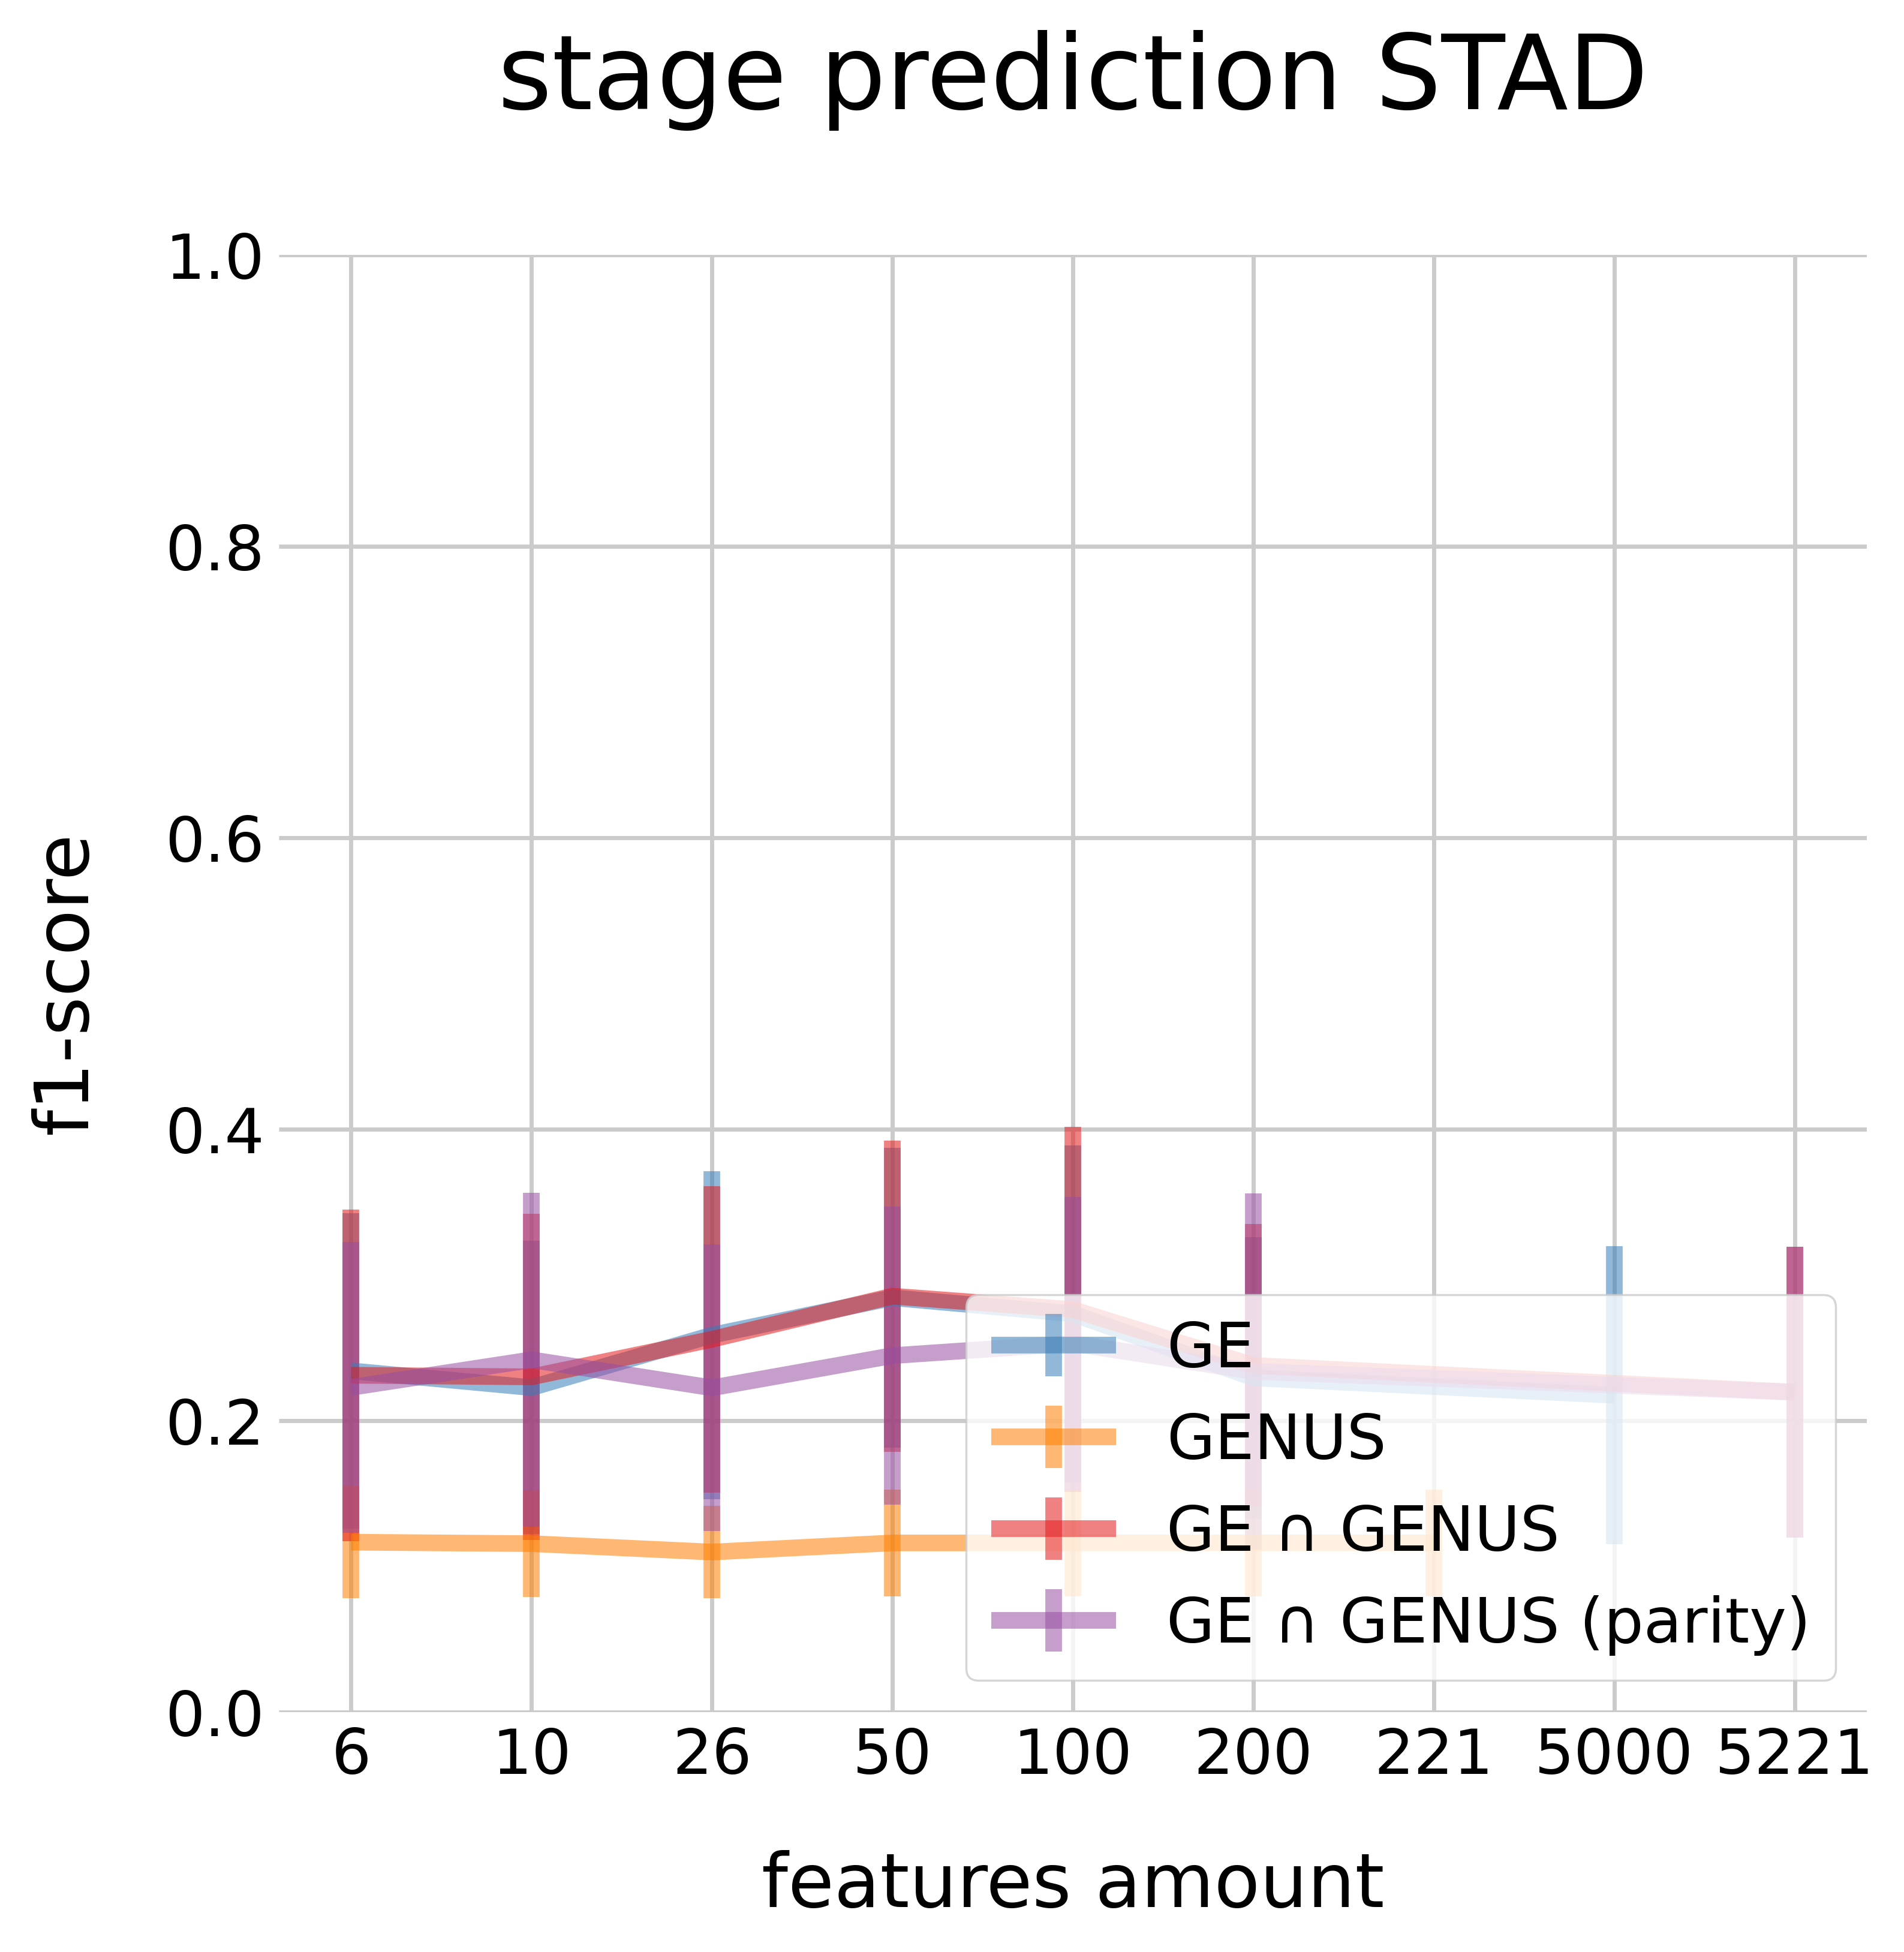 stage prediction STAD
1.0
0.8
0.6
0.4
0.2
0.0
f1-score
GE
GENUS
GE ∩ GENUS
GE ∩ GENUS (parity)
6 10 26 50 100 200 221 5000 5221
features amount